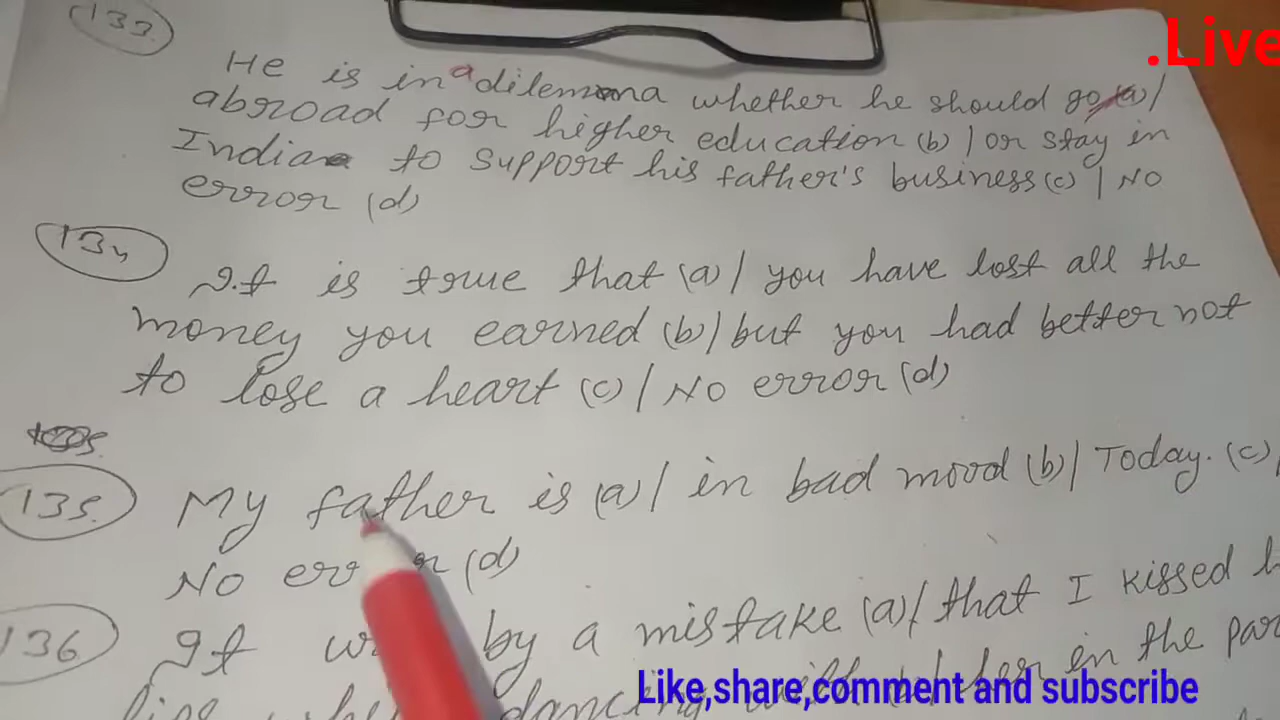 .Live
133.
He is in a dilemma whether he should go (a) /
abroad for higher education (b) / or stay in
India to support his father's business (c) / No
error (d)
134
It is true that (a) / you have lost all the
money you earned (b) / but you had better not
to lose a heart (c) / No error (d)
135.
My father is (a) / in bad mood (b) / Today. (c) /
No error (d)
136
It by a mistake (a) / that I kissed
dancing with her in the
Like,share,comment and subscribe